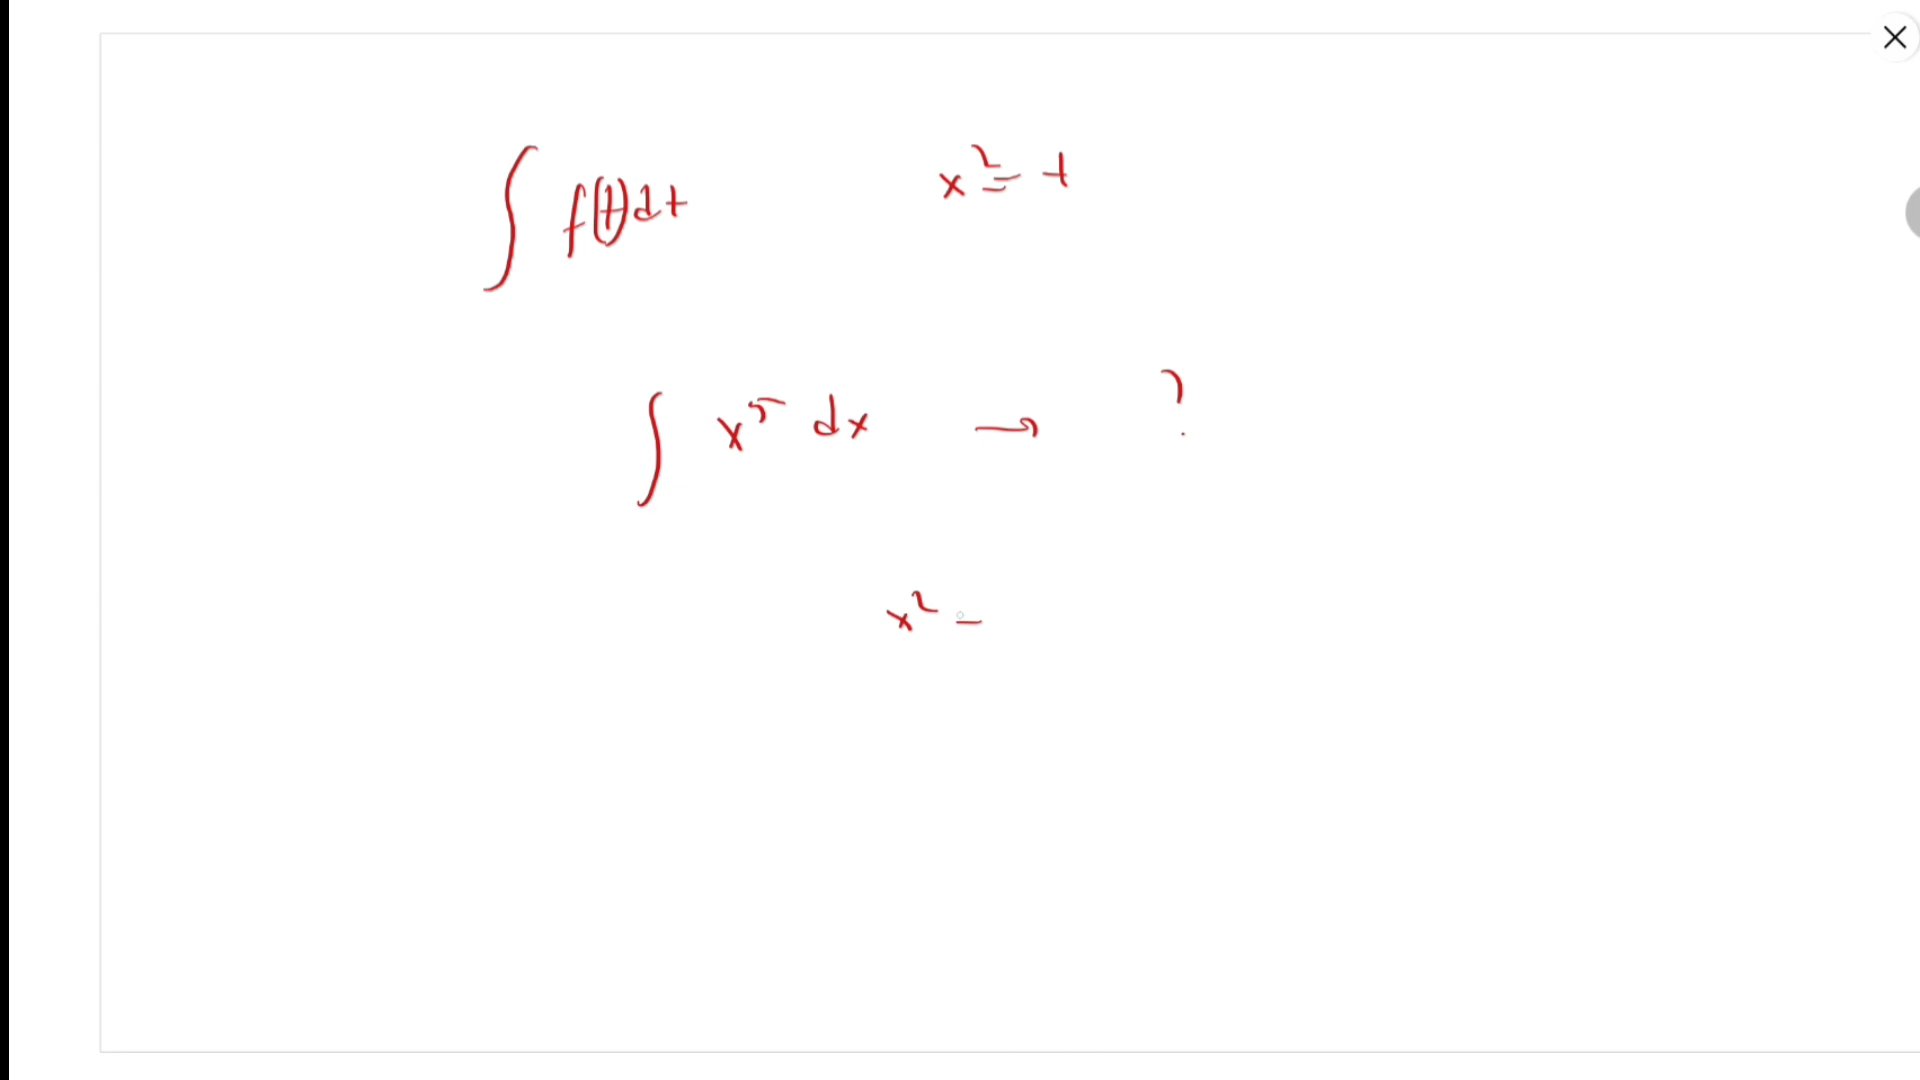 ∫ f(t)dt x² = t
∫ x⁵ dx → ?
x² =